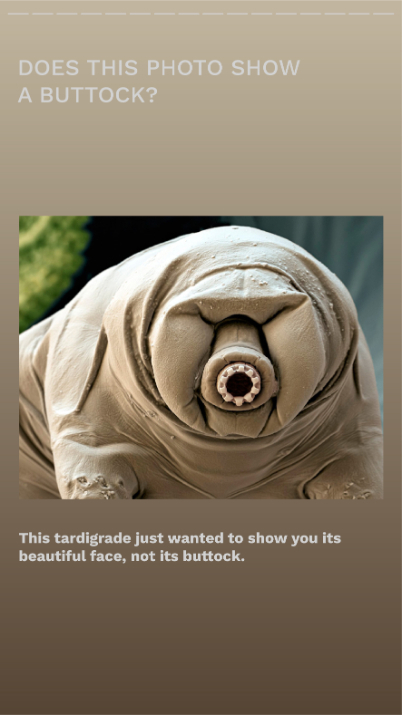 DOES THIS PHOTO SHOW
A BUTTOCK?
This tardigrade just wanted to show you its
beautiful face, not its buttock.